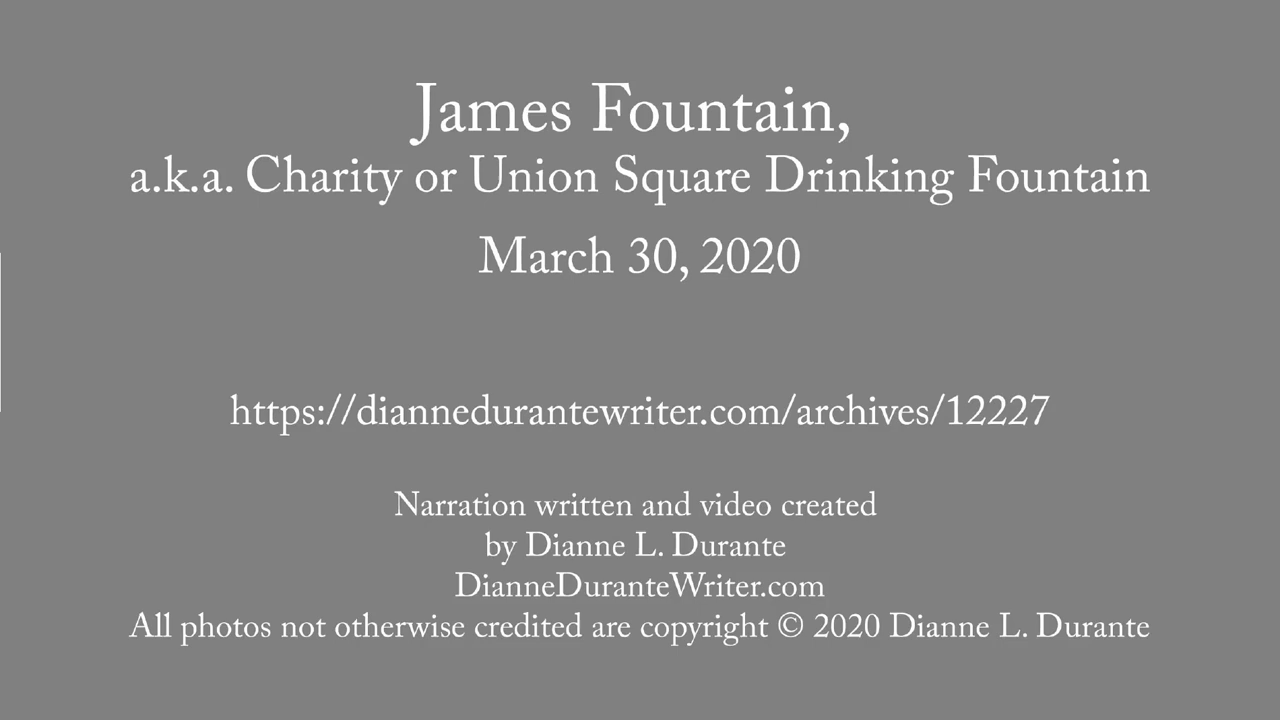 James Fountain,
a.k.a. Charity or Union Square Drinking Fountain
March 30, 2020
https://diannedurantewriter.com/archives/12227
Narration written and video created
by Dianne L. Durante
DianneDuranteWriter.com
All photos not otherwise credited are copyright © 2020 Dianne L. Durante